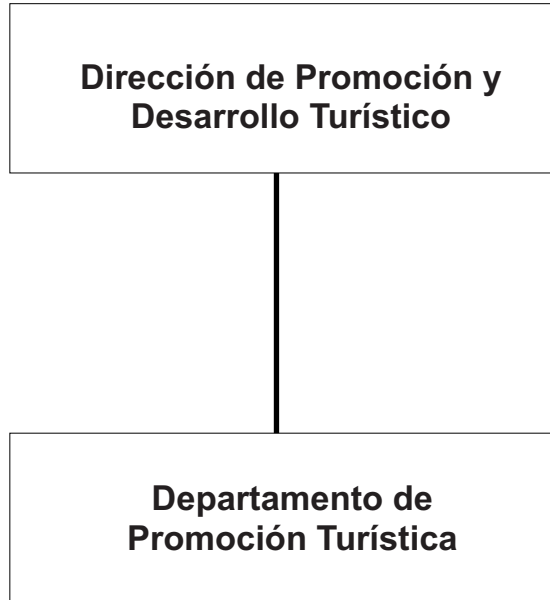 Dirección de Promoción y
Desarrollo Turístico
Departamento de
Promoción Turística